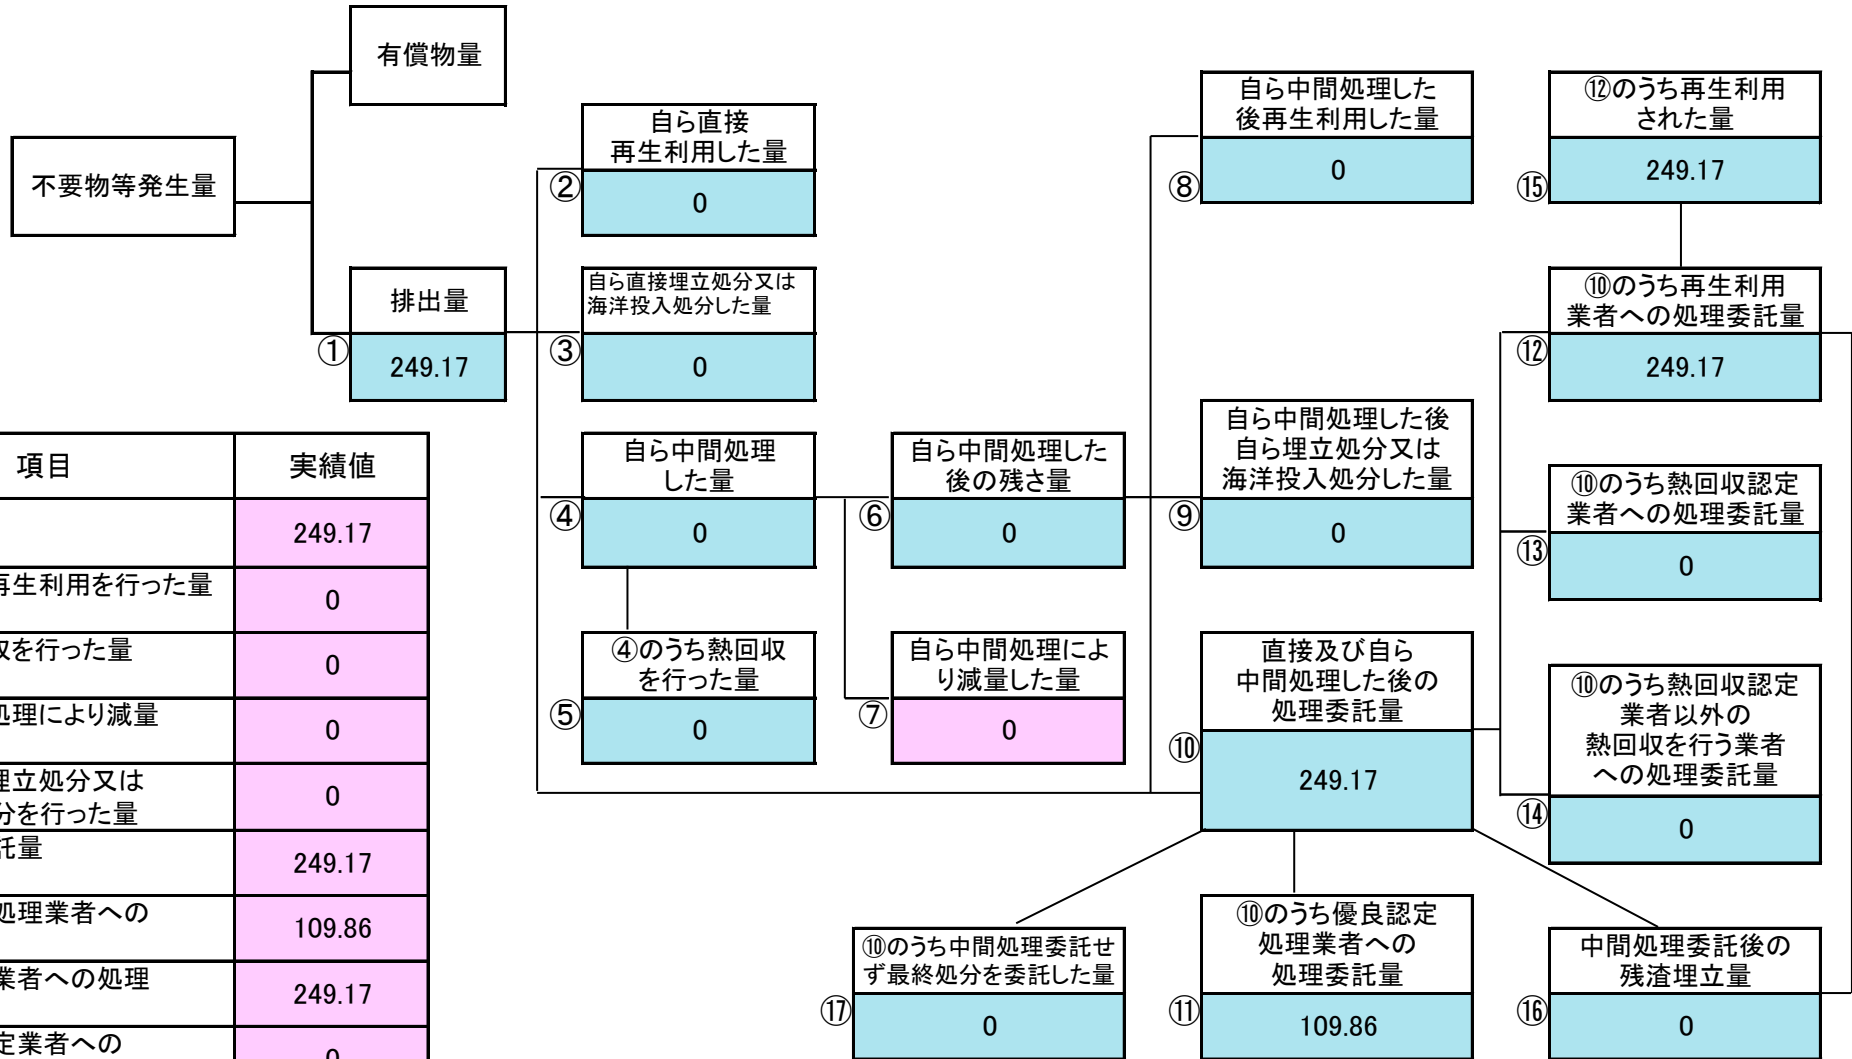 有償物量
不要物等発生量
排出量
①
249.17
自ら直接
再生利用した量
②
0
自ら直接埋立処分又は
海洋投入処分した量
③
0
自ら中間処理
した量
④
0
④のうち熱回収
を行った量
⑤
0
自ら中間処理した
後の残さ量
⑥
0
自ら中間処理によ
り減量した量
⑦
0
自ら中間処理した
後再生利用した量
⑧
0
自ら中間処理した後
自ら埋立処分又は
海洋投入処分した量
⑨
0
直接及び自ら
中間処理した後の
処理委託量
⑩
249.17
⑫のうち再生利用
された量
⑮
249.17
⑩のうち再生利用
業者への処理委託量
⑫
249.17
⑩のうち熱回収認定
業者への処理委託量
⑬
0
⑩のうち熱回収認定
業者以外の
熱回収を行う業者
への処理委託量
⑭
0
⑩のうち中間処理委託せ
ず最終処分を委託した量
⑰
0
⑩のうち優良認定
処理業者への
処理委託量
⑪
109.86
中間処理委託後の
残渣埋立量
⑯
0
項目 実績値
249.17
再生利用を行った量
0
を行った量
0
処理により減量
0
埋立処分又は
分を行った量
0
託量
249.17
処理業者への
109.86
業者への処理
249.17
定業者への
0